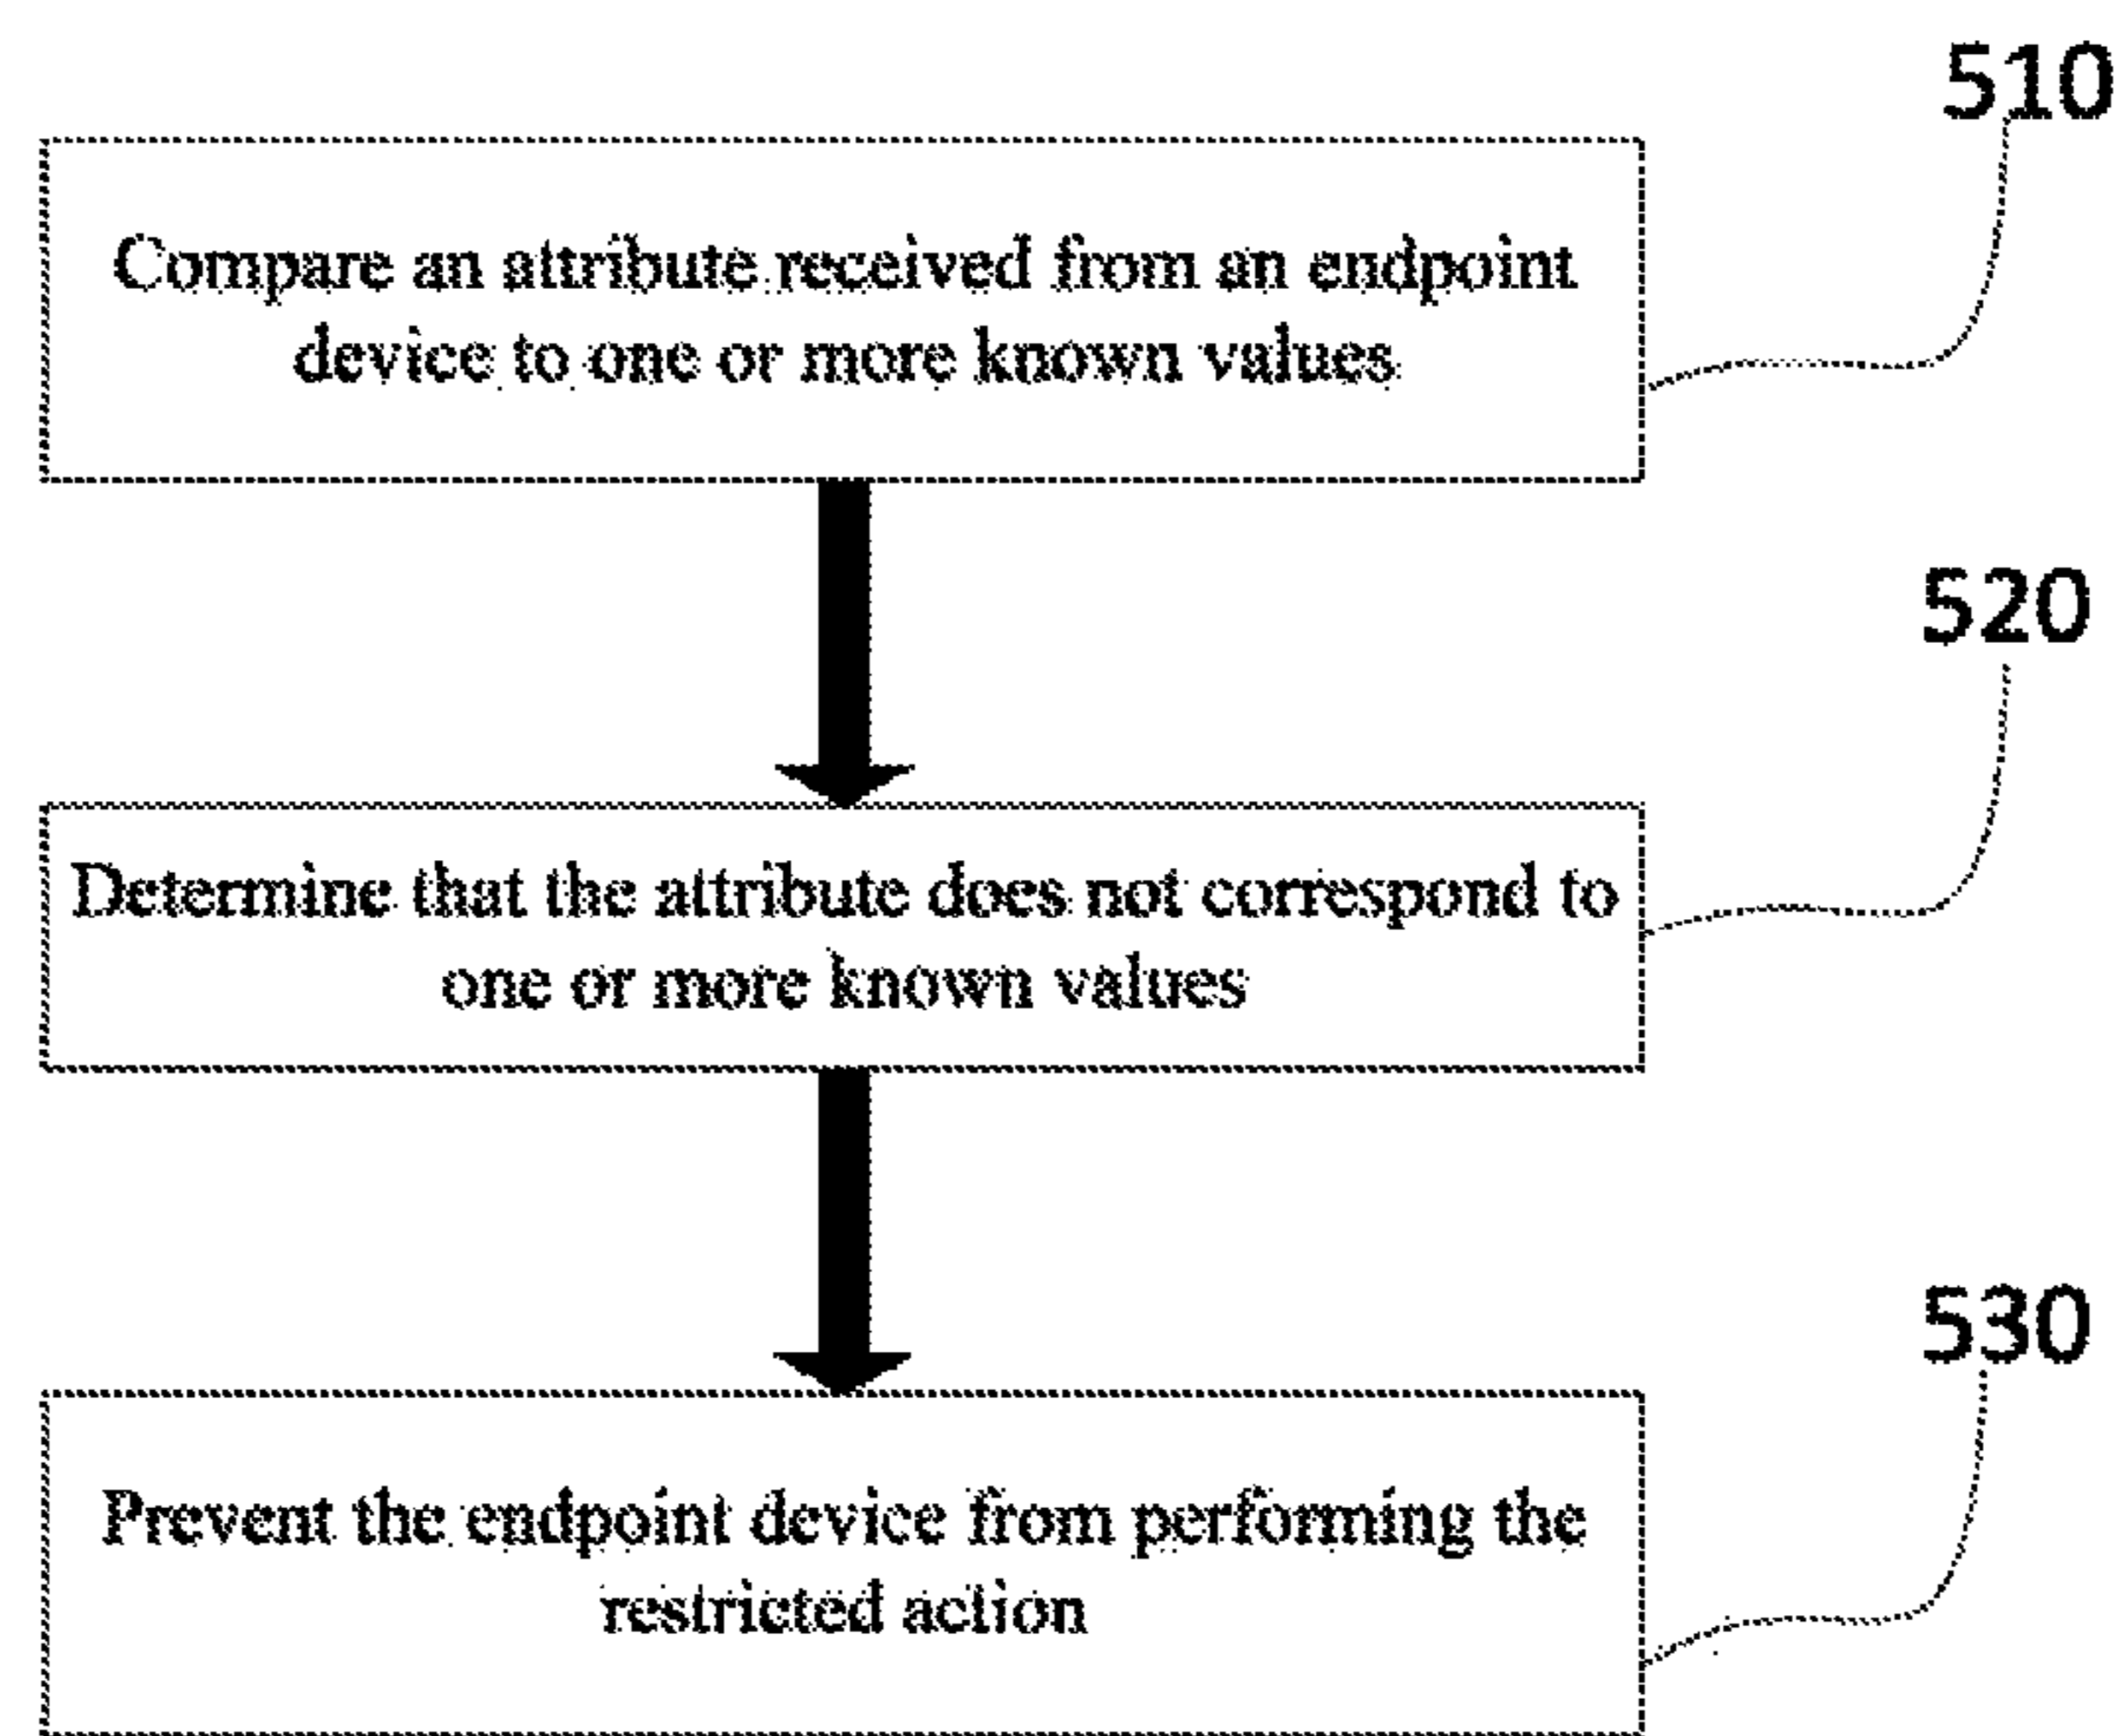 510
Compare an attribute received from an endpoint
device to one or more known values
520
Determine that the attribute does not correspond to
one or more known values
530
Prevent the endpoint device from performing the
restricted action